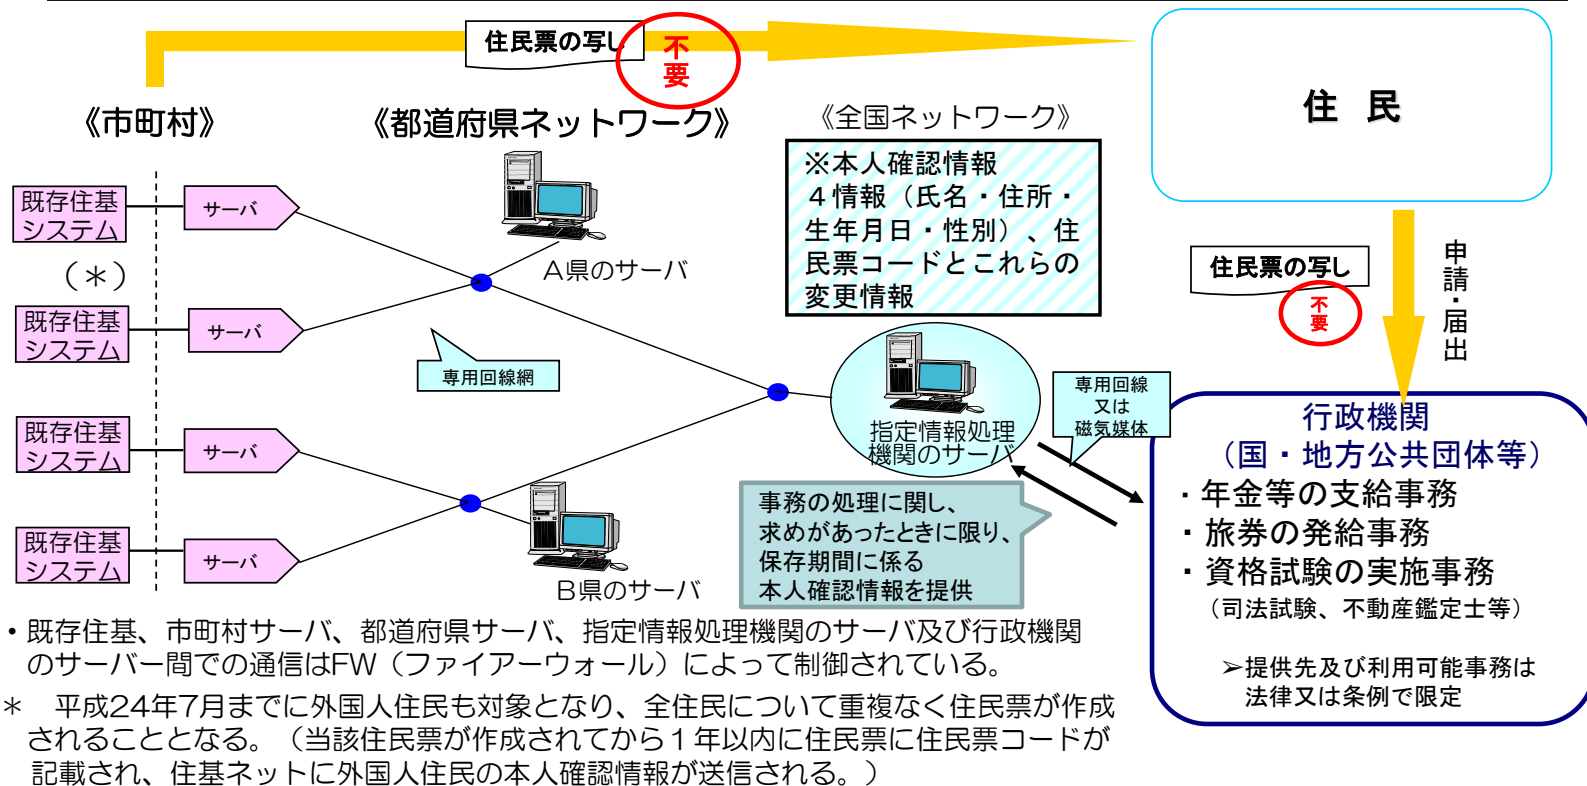 住民票の写し
不
要
住 民
《市町村》
《都道府県ネットワーク》
《全国ネットワーク》
※本人確認情報
４情報（氏名・住所・
生年月日・性別）、住
民票コードとこれらの
変更情報
既存住基
システム
サーバ
（＊）
既存住基
システム
サーバ
既存住基
システム
サーバ
既存住基
システム
サーバ
A県のサーバ
専用回線網
B県のサーバ
指定情報処理
機関のサーバ
専用回線
又は
磁気媒体
事務の処理に関し、
求めがあったときに限り、
保存期間に係る
本人確認情報を提供
住民票の写し
不
要
申請・届出
行政機関
（国・地方公共団体等）
・年金等の支給事務
・旅券の発給事務
・資格試験の実施事務
（司法試験、不動産鑑定士等）
➢提供先及び利用可能事務は
法律又は条例で限定
・既存住基、市町村サーバ、都道府県サーバ、指定情報処理機関のサーバ及び行政機関
のサーバー間での通信はFW（ファイアーウォール）によって制御されている。
＊　平成24年7月までに外国人住民も対象となり、全住民について重複なく住民票が作成
されることとなる。（当該住民票が作成されてから１年以内に住民票に住民票コードが
記載され、住基ネットに外国人住民の本人確認情報が送信される。）